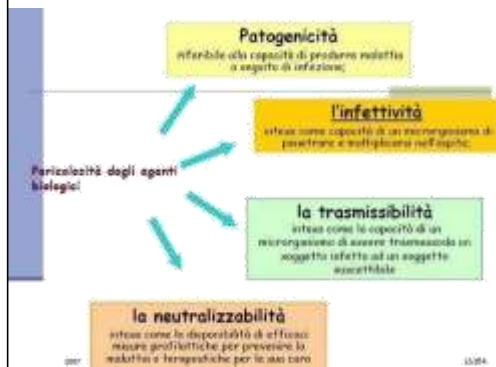 Patogenicità
riferibile alla capacità di produrre malattia
a seguito di infezione;
l'infettività
intesa come capacità di un microrganismo di
penetrare e moltiplicarsi nell'ospite;
Pericolosità degli agenti
biologici
la trasmissibilità
intesa come la capacità di un
microrganismo di essere trasmesso da un
soggetto infetto ad un soggetto
suscettibile
la neutralizzabilità
intesa come la disponibilità di efficaci
misure profilattiche per prevenire la
malattia o terapeutiche per la sua cura